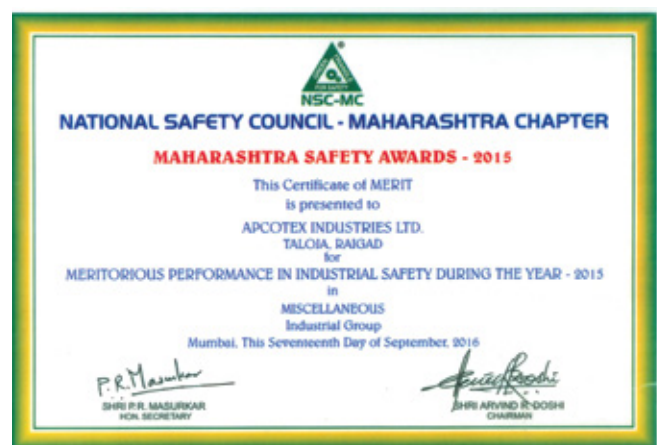 NSC-MC
NATIONAL SAFETY COUNCIL - MAHARASHTRA CHAPTER
MAHARASHTRA SAFETY AWARDS - 2015
This Certificate of MERIT
is presented to
APCOTEX INDUSTRIES LTD.
TALOJA, RAIGAD
for
MERITORIOUS PERFORMANCE IN INDUSTRIAL SAFETY DURING THE YEAR - 2015
in
MISCELLANEOUS
Industrial Group
Mumbai, This Seventeenth Day of September, 2016
P.R.Masurkar
SHRI P.R. MASURKAR
HON. SECRETARY
SHRI ARVIND R. DOSHI
CHAIRMAN